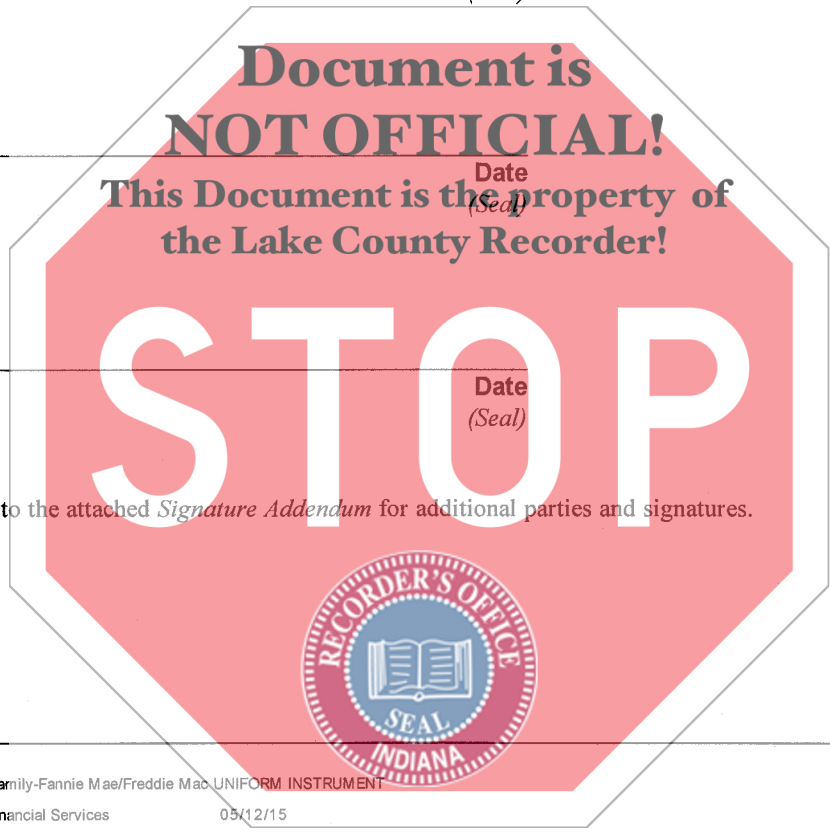 Document is
NOT OFFICIAL!
Date
This Document is the property of
(Seal)
the Lake County Recorder!
STOP
Date
(Seal)
to the attached Signature Addendum for additional parties and signatures.
RECORDER'S OFFICE
SEAL
INDIANA
amily-Fannie Mae/Freddie Mac UNIFORM INSTRUMENT
nancial Services 05/12/15